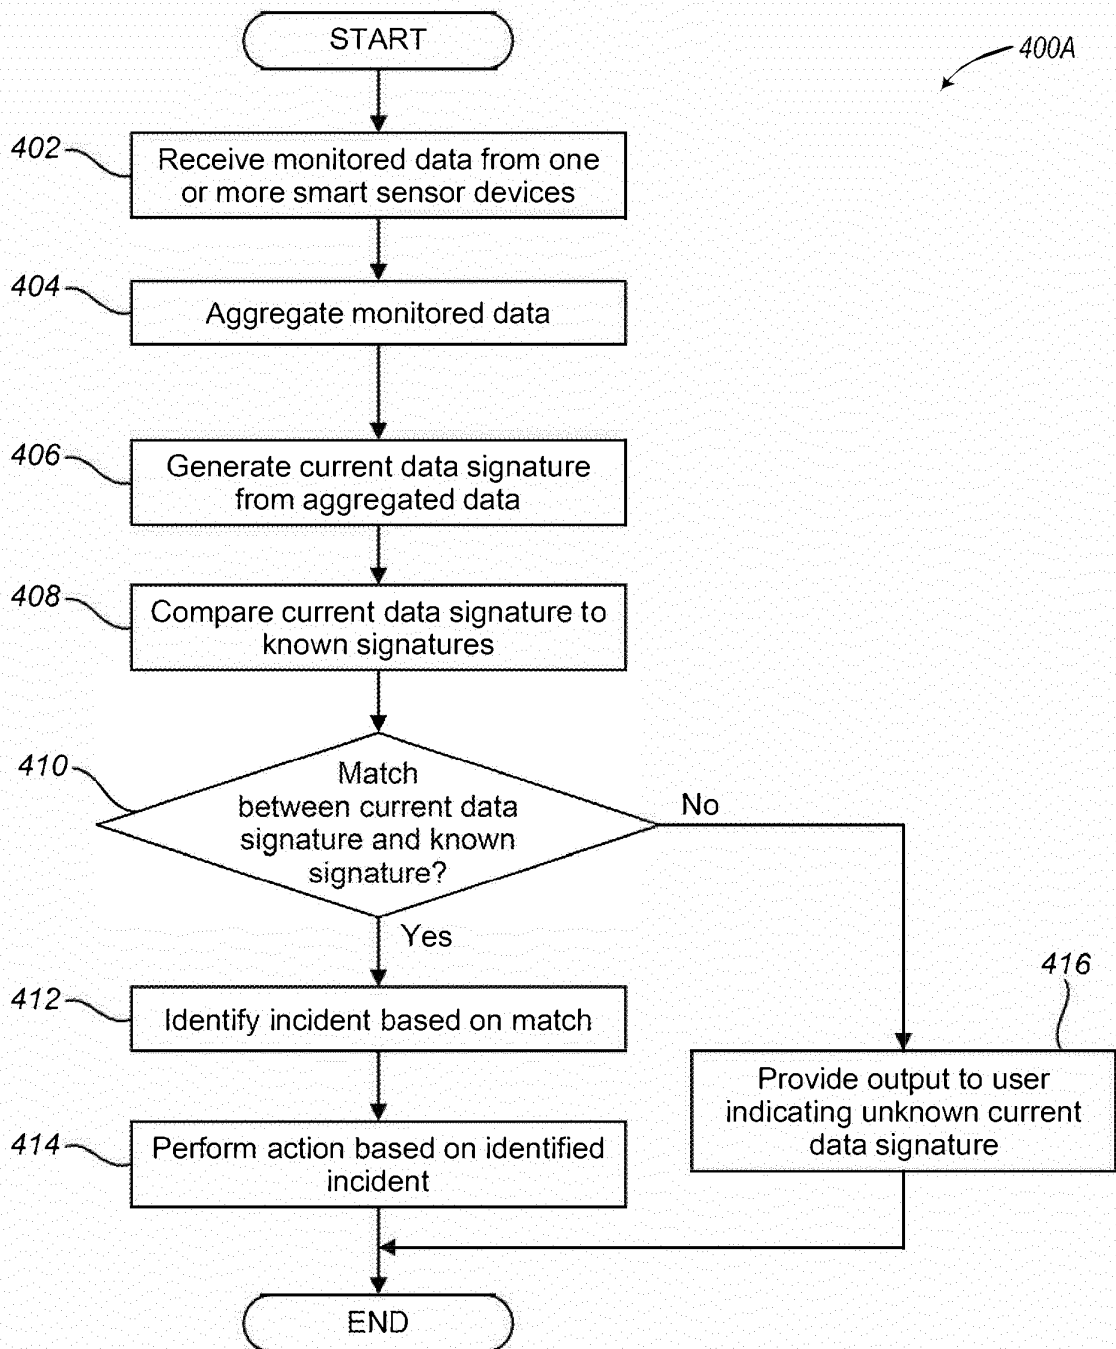 START
400A
402
Receive monitored data from one
or more smart sensor devices
404
Aggregate monitored data
406
Generate current data signature
from aggregated data
408
Compare current data signature to
known signatures
410
Match
between current data
signature and known
signature?
No
Yes
412
Identify incident based on match
416
Provide output to user
indicating unknown current
data signature
414
Perform action based on identified
incident
END